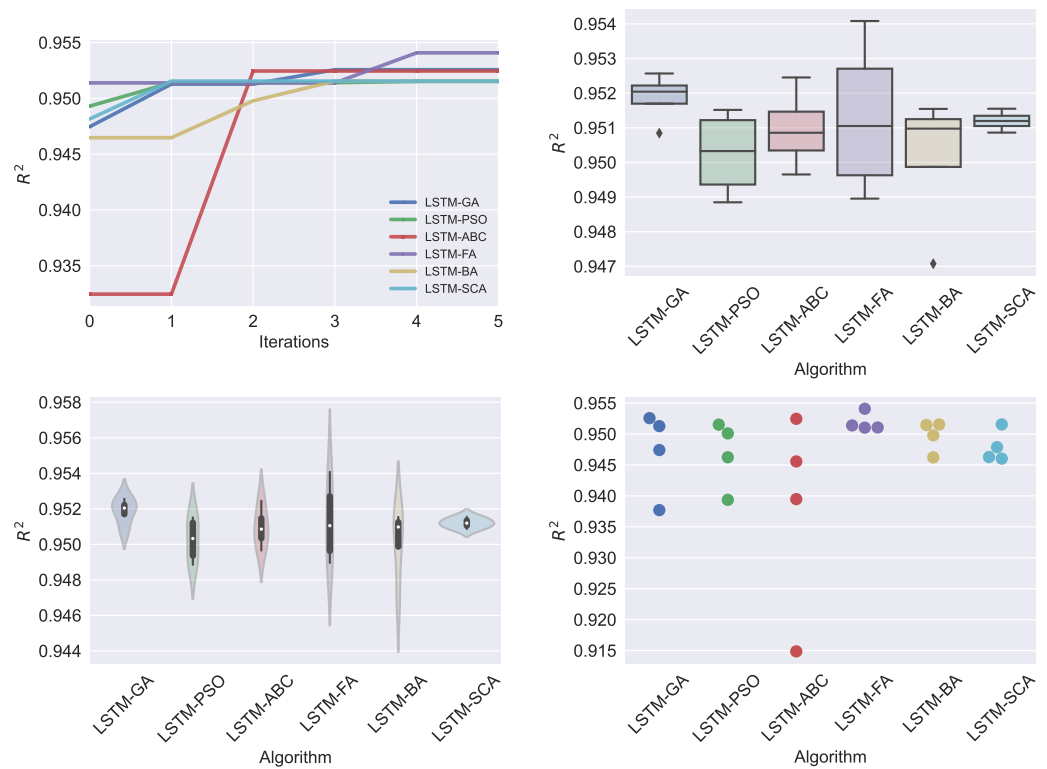 0.955
0.950
0.945
0.940
0.935
R²
LSTM-GA
LSTM-PSO
LSTM-ABC
LSTM-FA
LSTM-BA
LSTM-SCA
0 1 2 3 4 5
Iterations
0.954
0.953
0.952
0.951
0.950
0.949
0.948
0.947
R²
LSTM-GA LSTM-PSO LSTM-ABC LSTM-FA LSTM-BA LSTM-SCA
Algorithm
0.958
0.956
0.954
0.952
0.950
0.948
0.946
0.944
R²
LSTM-GA LSTM-PSO LSTM-ABC LSTM-FA LSTM-BA LSTM-SCA
Algorithm
0.955
0.950
0.945
0.940
0.935
0.930
0.925
0.920
0.915
R²
LSTM-GA LSTM-PSO LSTM-ABC LSTM-FA LSTM-BA LSTM-SCA
Algorithm